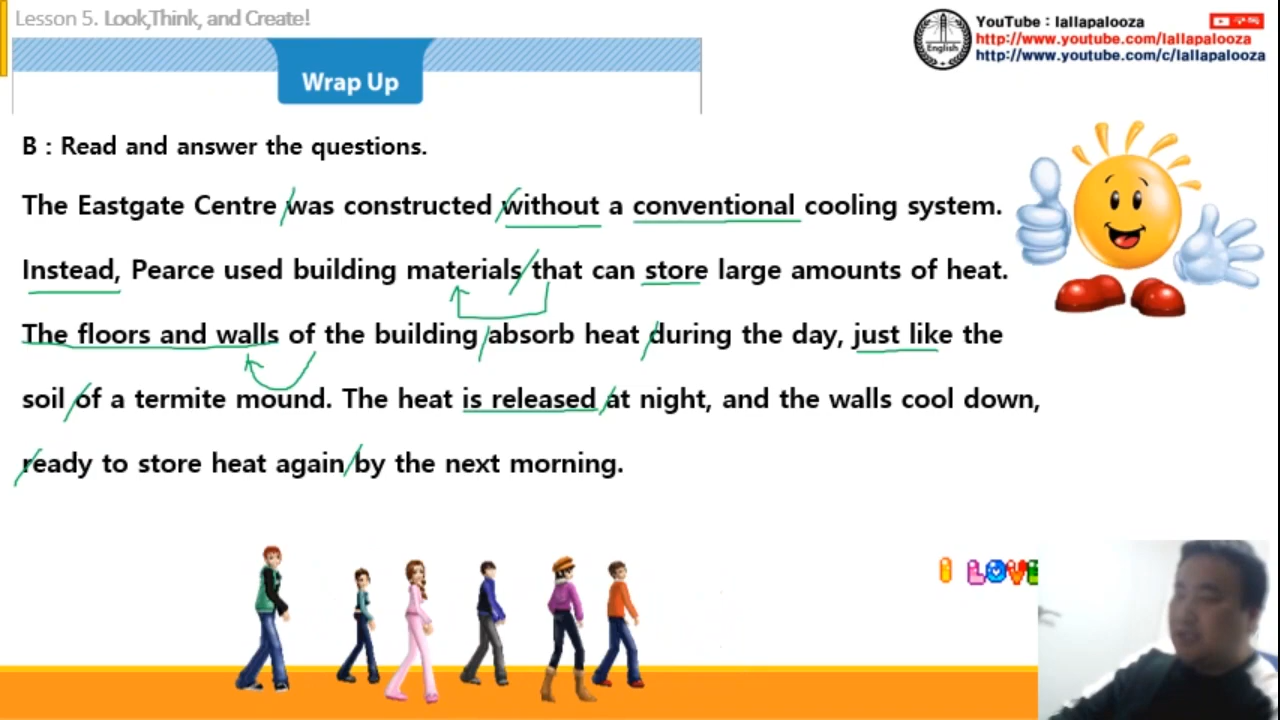 Lesson 5. Look,Think, and Create!
YouTube : lallapalooza
http://www.youtube.com/lallapalooza
http://www.youtube.com/c/lallapalooza
English
Wrap Up
B : Read and answer the questions.
The Eastgate Centre was constructed without a conventional cooling system.
Instead, Pearce used building materials that can store large amounts of heat.
The floors and walls of the building absorb heat during the day, just like the
soil of a termite mound. The heat is released at night, and the walls cool down,
ready to store heat again by the next morning.
I LOVE